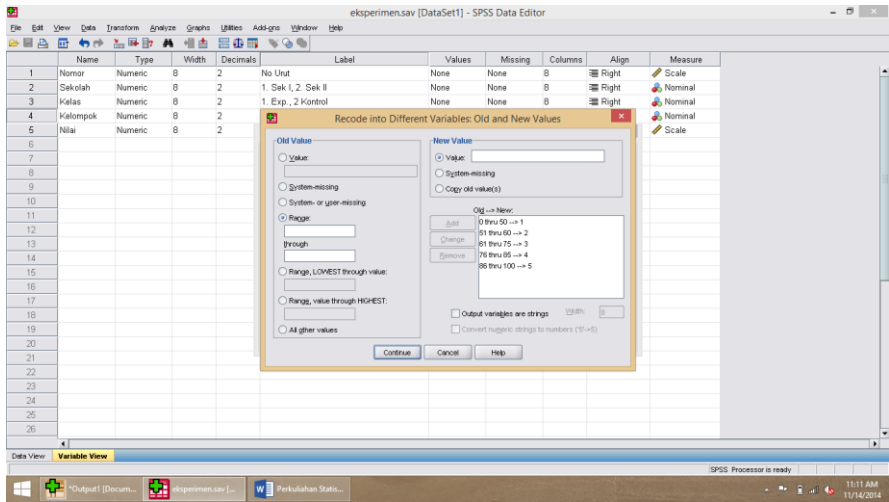 eksperimen.sav [DataSet1] - SPSS Data Editor
File Edit View Data Transform Analyze Graphs Utilities Add-ons Window Help
Name Type Width Decimals Label Values Missing Columns Align Measure
1 Nomor Numeric 8 2 No Urut None None 8 Right Scale
2 Sekolah Numeric 8 2 1. Sek I, 2. Sek II None None 8 Right Nominal
3 Kelas Numeric 8 2 1. Exp., 2 Kontrol None None 8 Right Nominal
4 Kelompok Numeric 8 2 Nominal
5 Nilai Numeric 8 2 Scale
6
7
8
9
10
11
12
13
14
15
16
17
18
19
20
21
22
23
24
25
26
Recode into Different Variables: Old and New Values
Old Value
Value:
System-missing
System- or user-missing
Range:
through
Range, LOWEST through value:
Range, value through HIGHEST:
All other values
New Value
Value:
System-missing
Copy old value(s)
Old --> New:
Add
Change
Remove
0 thru 50 --> 1
51 thru 60 --> 2
61 thru 75 --> 3
76 thru 85 --> 4
86 thru 100 --> 5
Output variables are strings Width: 8
Convert numeric strings to numbers ('5'->5)
Continue Cancel Help
Data View Variable View
SPSS Processor is ready
*Output1 [Docum... eksperimen.sav [... Perkuliahan Statis...
11:11 AM
11/14/2014